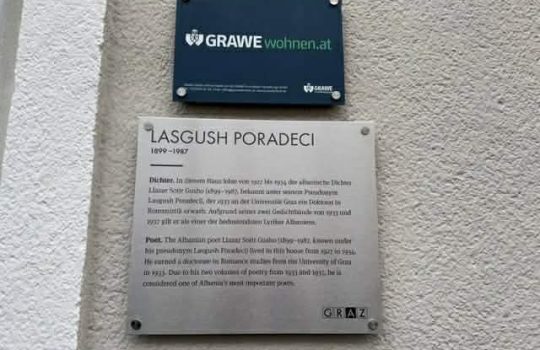 GRAWE wohnen.at
GRAWE
LASGUSH PORADECI
1899 –1987
Dichter. In diesem Haus lebte von 1927 bis 1934 der albanische Dichter
Llazar Sotir Gusho (1899–1987, bekannt unter seinem Pseudonym
Lasgush Poradeci), der 1933 an der Universität Graz ein Doktorat in
Romanistik erwarb. Aufgrund seiner zwei Gedichtbände von 1933 und
1937 gilt er als einer der bedeutendsten Lyriker Albaniens.
Poet. The Albanian poet Llazar Sotir Gusho (1899–1987, known under
his pseudonym Lasgush Poradeci) lived in this house from 1927 to 1934.
He earned a doctorate in Romance studies from the University of Graz
in 1933. Due to his two volumes of poetry from 1933 and 1937, he is
considered one of Albania's most important poets.
GRAZ